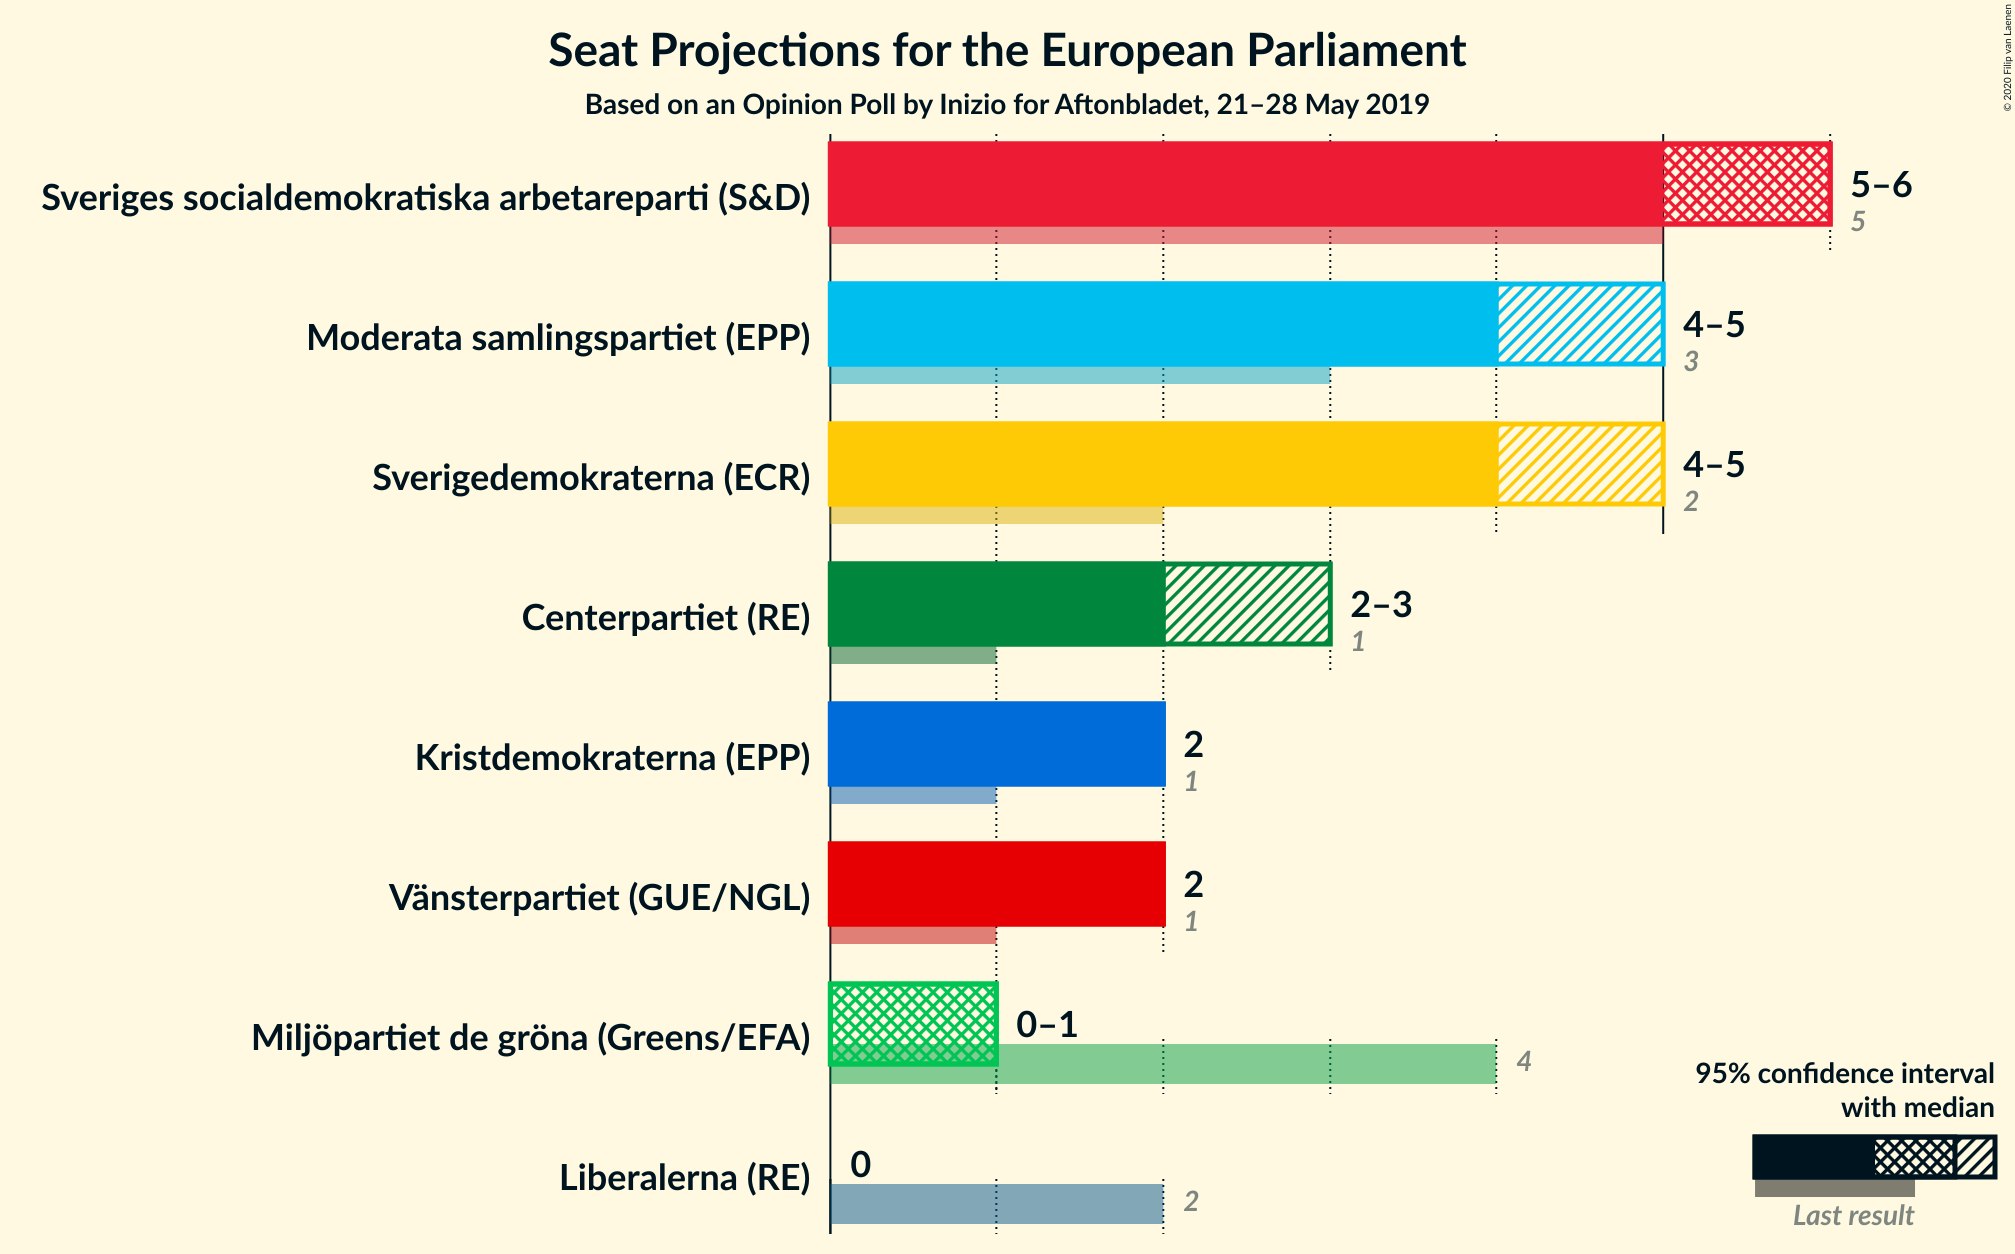 Seat Projections for the European Parliament
Based on an Opinion Poll by Inizio for Aftonbladet, 21–28 May 2019
© 2020 Filip van Laenen
Sveriges socialdemokratiska arbetareparti (S&D)
5–6
5
Moderata samlingspartiet (EPP)
4–5
3
Sverigedemokraterna (ECR)
4–5
2
Centerpartiet (RE)
2–3
1
Kristdemokraterna (EPP)
2
1
Vänsterpartiet (GUE/NGL)
2
1
Miljöpartiet de gröna (Greens/EFA)
0–1
4
Liberalerna (RE)
0
2
95% confidence interval
with median
Last result